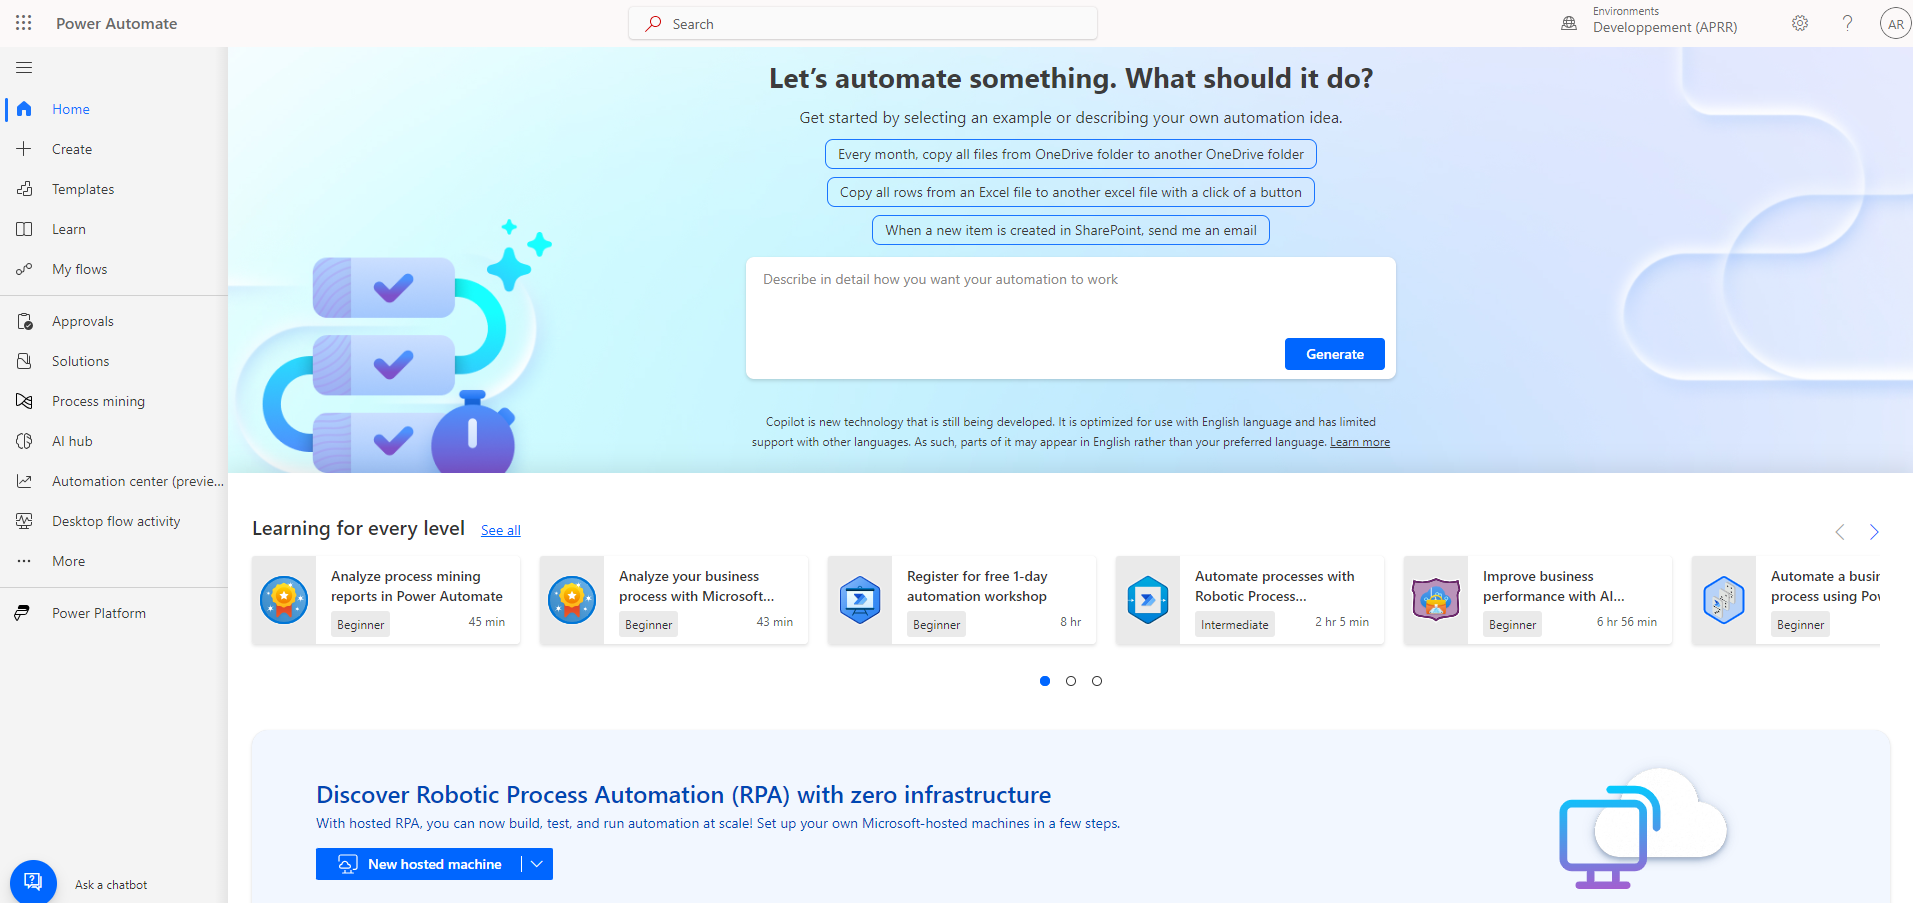 Power Automate
Search
Environments
Developpement (APRR)
AR
Home
Create
Templates
Learn
My flows
Approvals
Solutions
Process mining
AI hub
Automation center (previe...
Desktop flow activity
More
Power Platform
Ask a chatbot
Let's automate something. What should it do?
Get started by selecting an example or describing your own automation idea.
Every month, copy all files from OneDrive folder to another OneDrive folder
Copy all rows from an Excel file to another excel file with a click of a button
When a new item is created in SharePoint, send me an email
Describe in detail how you want your automation to work
Generate
Copilot is new technology that is still being developed. It is optimized for use with English language and has limited
support with other languages. As such, parts of it may appear in English rather than your preferred language. Learn more
Learning for every level See all
Analyze process mining
reports in Power Automate
Beginner 45 min
Analyze your business
process with Microsoft...
Beginner 43 min
Register for free 1-day
automation workshop
Beginner 8 hr
Automate processes with
Robotic Process...
Intermediate 2 hr 5 min
Improve business
performance with AI...
Beginner 6 hr 56 min
Automate a busin
process using Pow
Beginner
Discover Robotic Process Automation (RPA) with zero infrastructure
With hosted RPA, you can now build, test, and run automation at scale! Set up your own Microsoft-hosted machines in a few steps.
New hosted machine